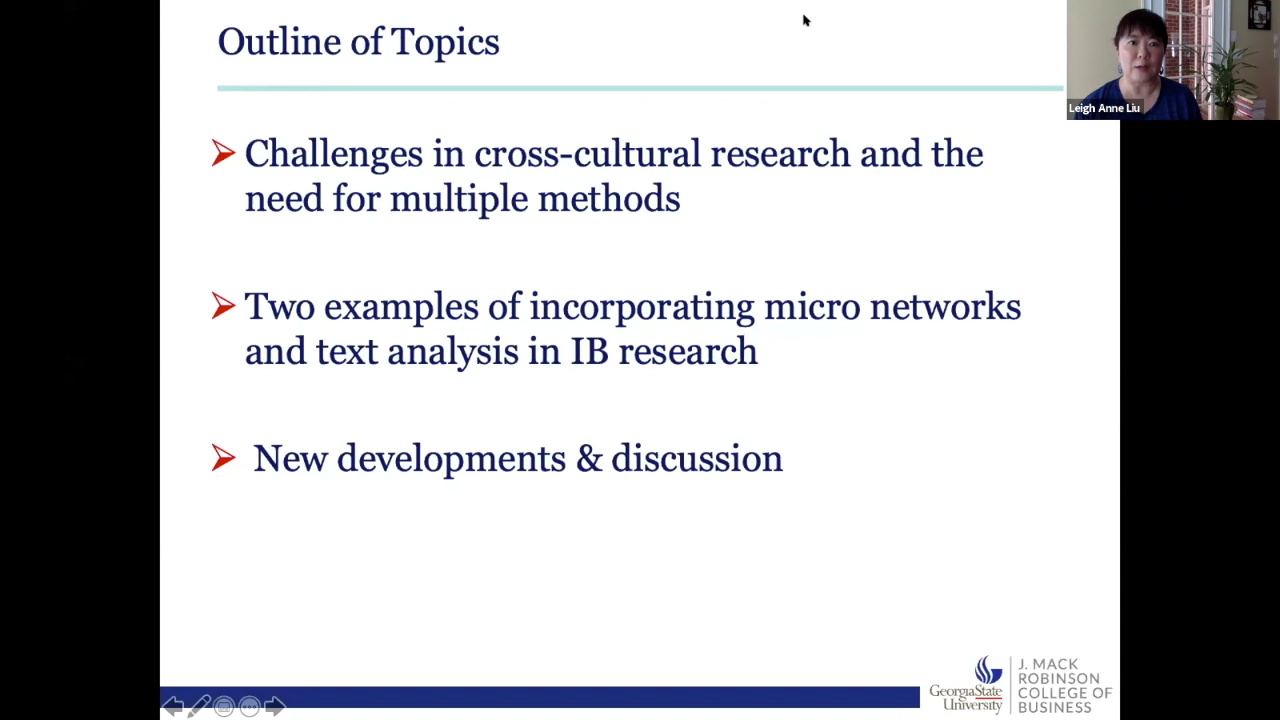 Outline of Topics
Leigh Anne Liu
Challenges in cross-cultural research and the
need for multiple methods
Two examples of incorporating micro networks
and text analysis in IB research
New developments & discussion
GeorgiaState
University
J. MACK
ROBINSON
COLLEGE OF
BUSINESS